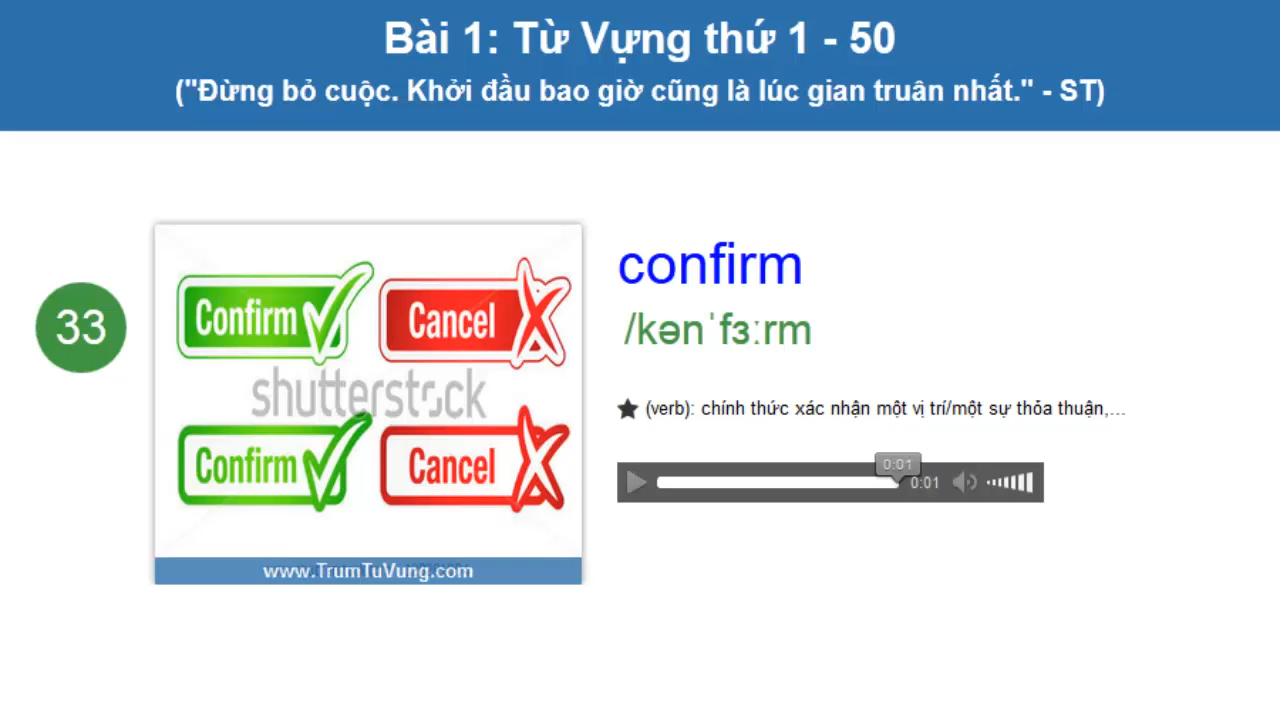 Bài 1: Từ Vựng thứ 1 - 50
("Đừng bỏ cuộc. Khởi đầu bao giờ cũng là lúc gian truân nhất." - ST)
33
Confirm Cancel
shutterstock
Confirm Cancel
www.TrumTuVung.com
confirm
/kənˈfɜːrm
(verb): chính thức xác nhận một vị trí/một sự thỏa thuận,...
0:01
0:01